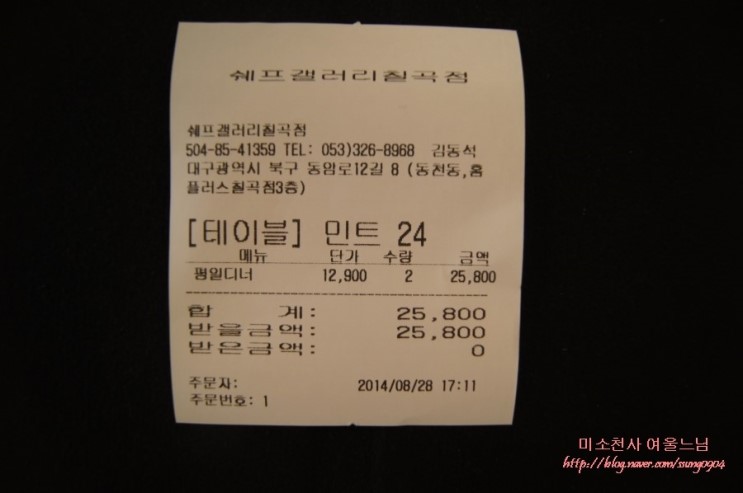 쉐프갤러리칠곡점
쉐프갤러리칠곡점
504-85-41359 TEL: 053)326-8968 김동석
대구광역시 북구 동암로12길 8 (동천동,홈
플러스칠곡점3층)
[테이블] 민트 24
메뉴 단가 수량 금액
평일디너 12,900 2 25,800
합 계: 25,800
받을금액: 25,800
받은금액: 0
주문자: 2014/08/28 17:11
주문번호: 1
미소천사 여울느님
http://blog.naver.com/ssung0904